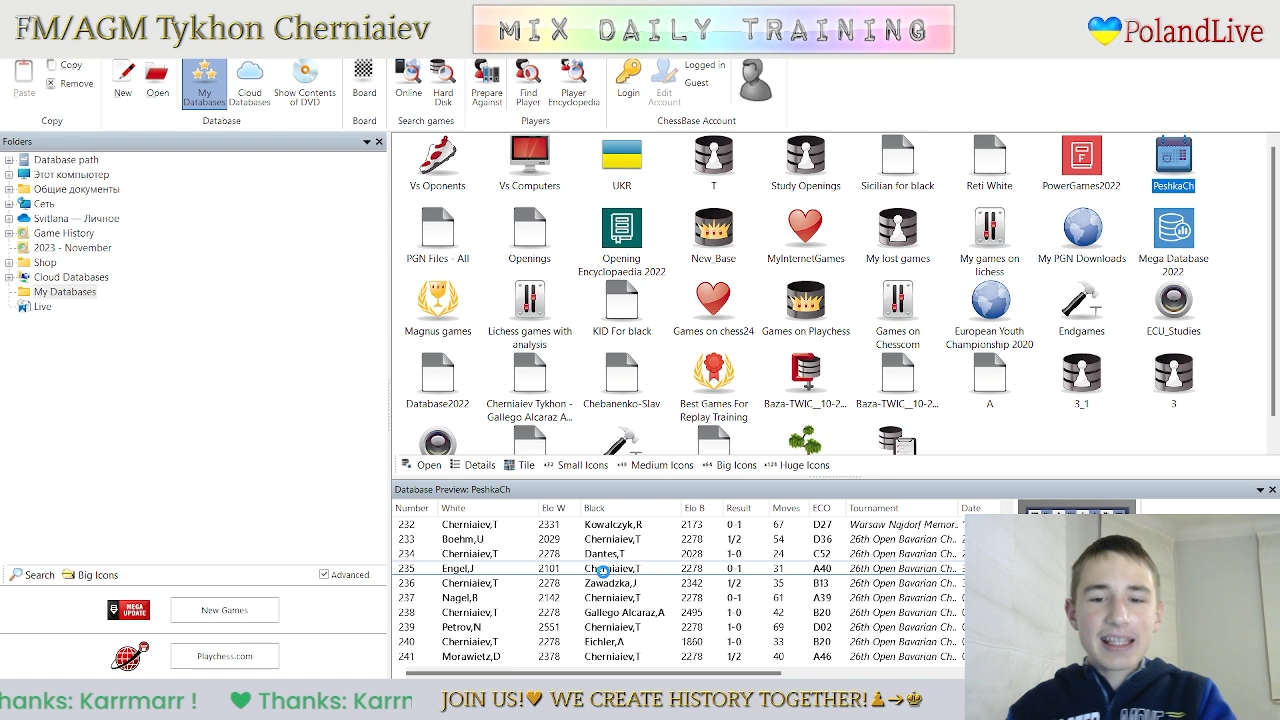 FM/AGM Tykhon Cherniaiev
MIX DAILY TRAINING
PolandLive
Paste
Copy
Remove
Copy
New
Open
My Databases
Cloud Databases
Show Contents of DVD
Database
Board
Board
Online
Hard Disk
Search games
Prepare Against
Find Player
Player Encyclopedia
Players
Login
Edit Account
Logged in
Guest
ChessBase Account
Folders
Database path
Этот компьютер
Общие документы
Сеть
Svitlana — Личное
Game History
2023 - November
Shop
Cloud Databases
My Databases
Live
Search
Big Icons
Advanced
MEGA UPDATE
New Games
Playchess.com
Vs Oponents
Vs Computers
UKR
T
Study Openings
Sicilian for black
Reti White
PowerGames2022
PeshkaCh
PGN Files - All
Openings
Opening Encyclopaedia 2022
New_Base
MyInternetGames
My lost games
My games on lichess
My PGN Downloads
Mega Database 2022
Magnus games
Lichess games with analysis
KID For black
Games on chess24
Games on Playchess
Games on Chesscom
European Youth Championship 2020
Endgames
ECU_Studies
Database2022
Cherniaiev Tykhon - Gallego Alcaraz A...
Chebanenko-Slav
Best Games For Replay Training
Baza-TWIC__10-2...
Baza-TWIC__10-2...
A
3_1
3
Open
Details
Tile
Small Icons
Medium Icons
Big Icons
Huge Icons
Database Preview: PeshkaCh
Number White Elo W Black Elo B Result Moves ECO Tournament Date
232 Cherniaiev,T 2331 Kowalczyk,R 2173 0-1 67 D27 Warsaw Najdorf Memor..
233 Boehm,U 2029 Cherniaiev,T 2278 1/2 54 D36 26th Open Bavarian Ch..
234 Cherniaiev,T 2278 Dantes,T 2028 1-0 24 C52 26th Open Bavarian Ch..
235 Engel,J 2101 Cherniaiev,T 2278 0-1 31 A40 26th Open Bavarian Ch..
236 Cherniaiev,T 2278 Zawadzka,J 2342 1/2 35 B13 26th Open Bavarian Ch..
237 Nagel,B 2142 Cherniaiev,T 2278 0-1 61 A33 26th Open Bavarian Ch..
238 Cherniaiev,T 2278 Gallego Alcaraz,A 2495 1-0 42 B20 26th Open Bavarian Ch..
239 Petrov,N 2551 Cherniaiev,T 2278 1-0 69 D02 26th Open Bavarian Ch..
240 Cherniaiev,T 2278 Eichler,A 1860 1-0 33 B20 26th Open Bavarian Ch..
241 Morawietz,D 2378 Cherniaiev,T 2278 1/2 40 A46 26th Open Bavarian Ch..
hanks: Karrmarr ! Thanks: Karrn
JOIN US! WE CREATE HISTORY TOGETHER!